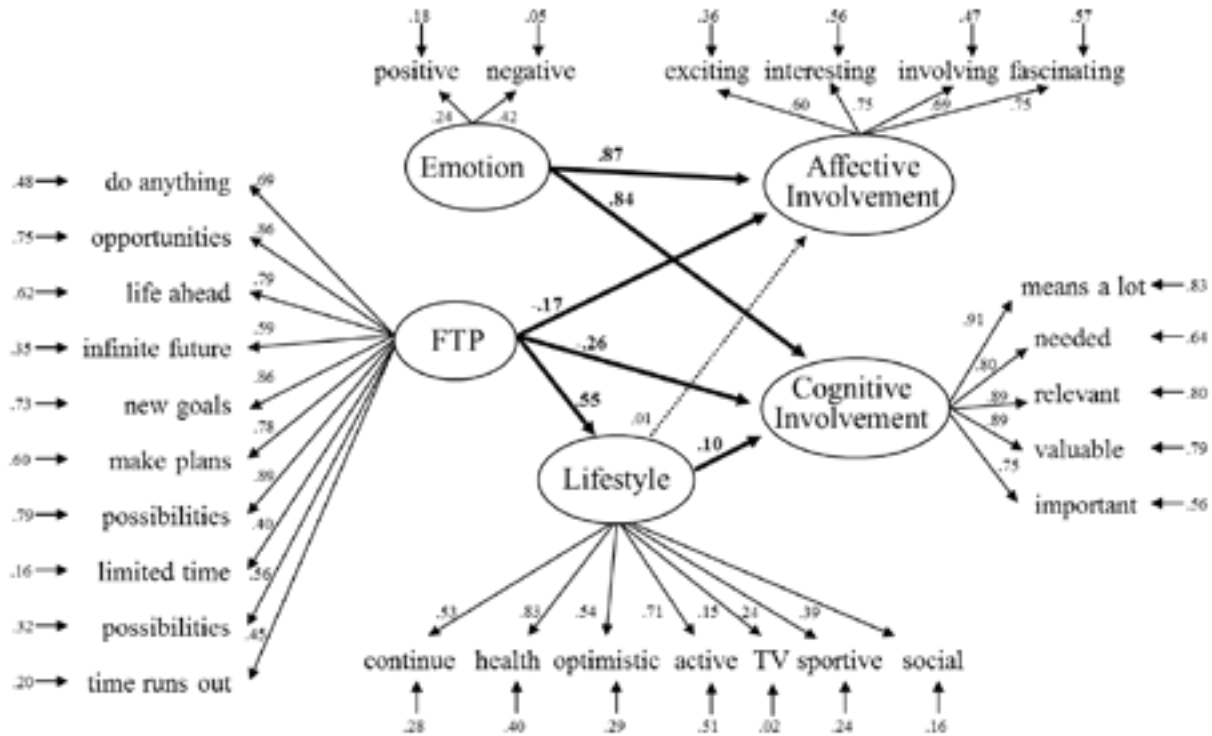 .18 .05 .26 .56 .47 .57
positive negative exciting interesting involving fascinating
.24 .42 .60 .75 .69 .75
Emotion
.87
.84
Affective
Involvement
.48 do anything .69
.75 opportunities .86
.62 life ahead .79
.35 infinite future .59
.73 new goals .86
.60 make plans .78
.79 possibilities .89
.16 limited time .40
.32 possibilities .56
.20 time runs out .45
FTP
-.17
-.26
.55
.01
.10
Cognitive
Involvement
.91 means a lot .83
.80 needed .64
.89 relevant .80
.89 valuable .79
.75 important .56
Lifestyle
.53 .83 .54 .71 .15 .24 .39
continue health optimistic active TV sportive social
.28 .40 .29 .51 .02 .24 .16